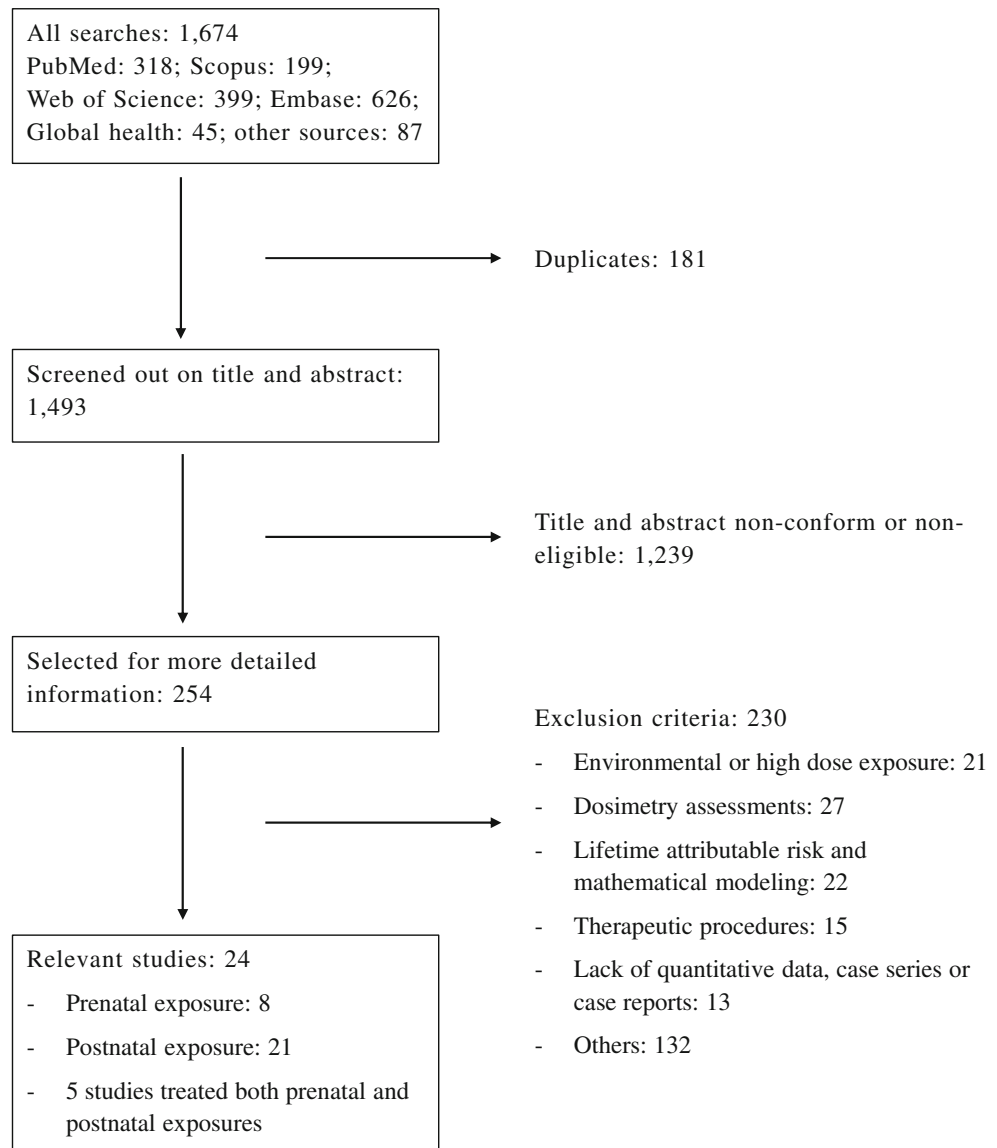 All searches: 1,674
PubMed: 318; Scopus: 199;
Web of Science: 399; Embase: 626;
Global health: 45; other sources: 87
Duplicates: 181
Screened out on title and abstract:
1,493
Title and abstract non-conform or non-
eligible: 1,239
Selected for more detailed
information: 254
Exclusion criteria: 230
- Environmental or high dose exposure: 21
- Dosimetry assessments: 27
- Lifetime attributable risk and
mathematical modeling: 22
- Therapeutic procedures: 15
- Lack of quantitative data, case series or
case reports: 13
- Others: 132
Relevant studies: 24
- Prenatal exposure: 8
- Postnatal exposure: 21
- 5 studies treated both prenatal and
postnatal exposures